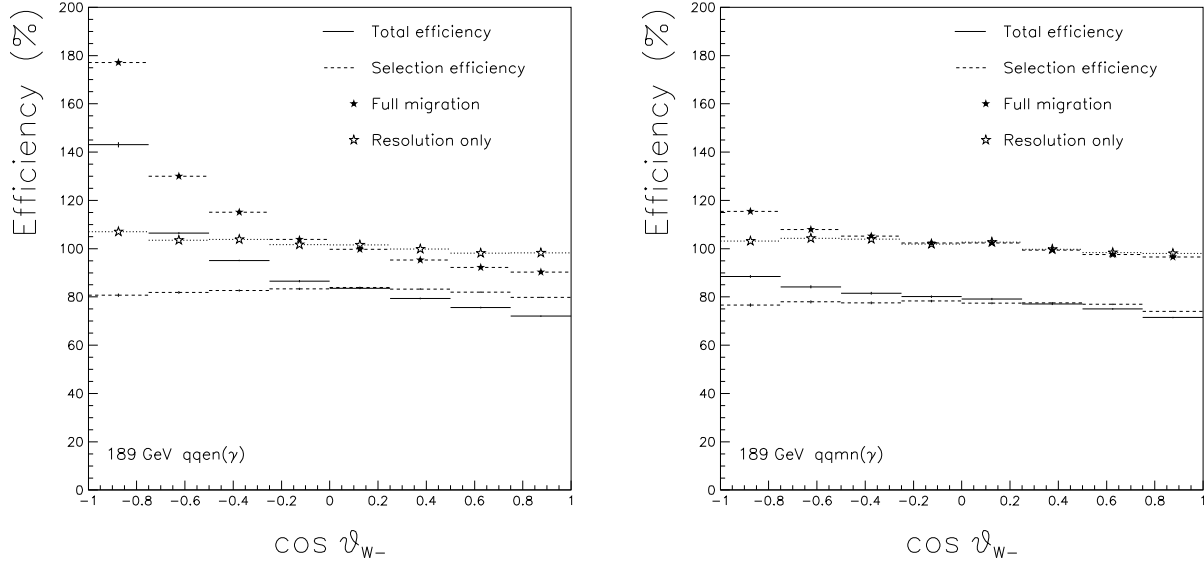 Efficiency (%)
200
180
160
140
120
100
80
60
40
20
0
Total efficiency
Selection efficiency
Full migration
Resolution only
189 GeV qqen(γ)
−1 −0.8 −0.6 −0.4 −0.2 0 0.2 0.4 0.6 0.8 1
cos ϑW−
Efficiency (%)
200
180
160
140
120
100
80
60
40
20
0
Total efficiency
Selection efficiency
Full migration
Resolution only
189 GeV qqmn(γ)
−1 −0.8 −0.6 −0.4 −0.2 0 0.2 0.4 0.6 0.8 1
cos ϑW−